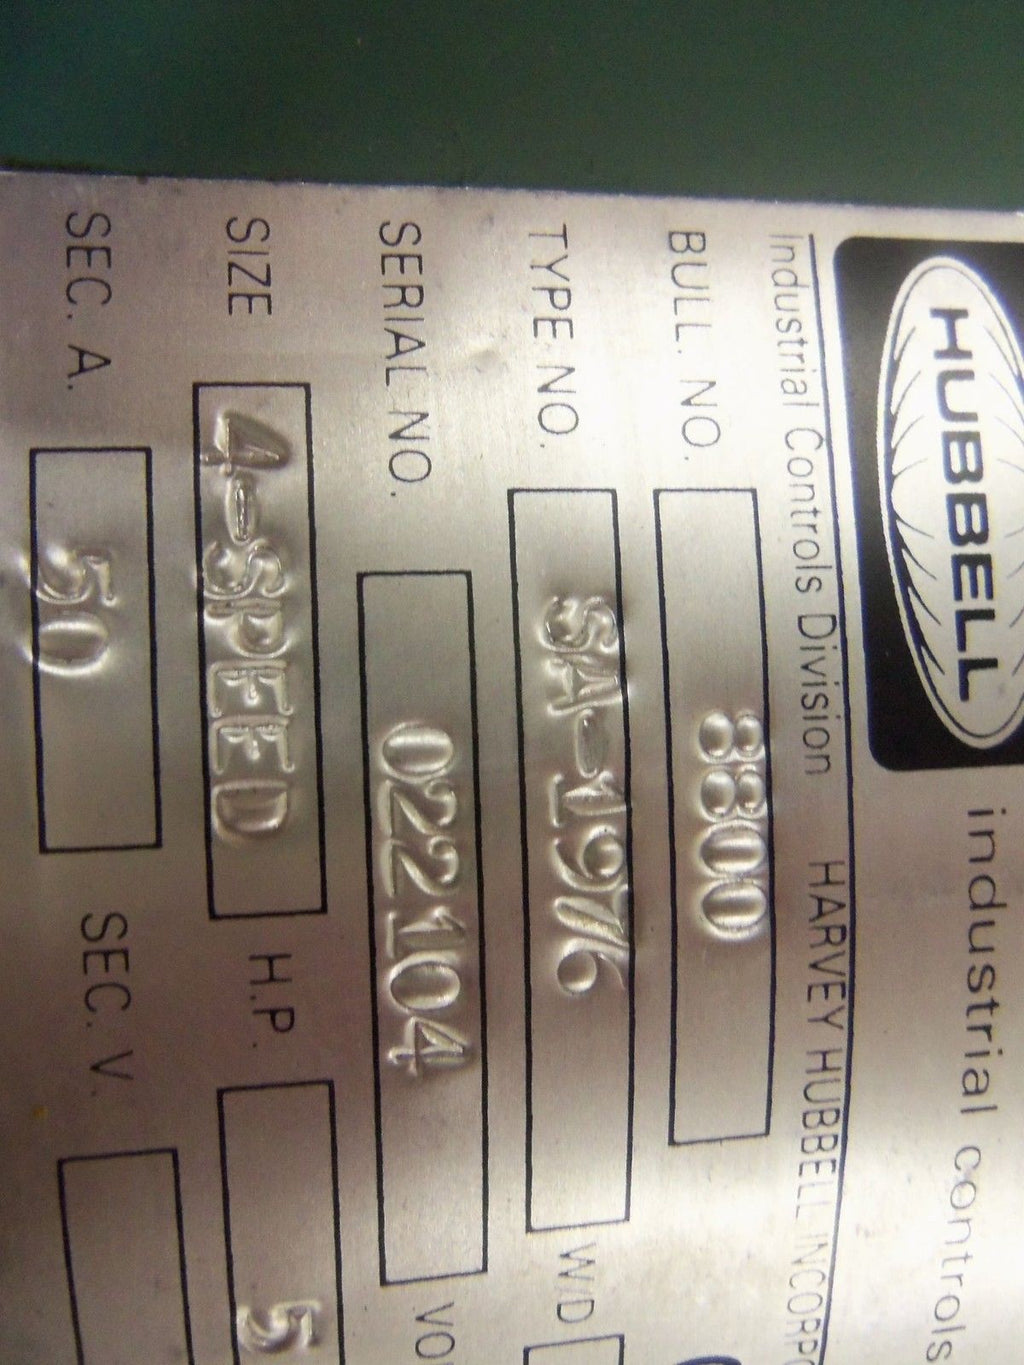 HUBBELL industrial controls
Industrial Controls Division HARVEY HUBBELL INCORP
BULL. NO. 8800
TYPE NO. SA-1976 W/D
SERIAL NO. 022104 VO
SIZE 4-SPEED H.P. 5
SEC. A. 50 SEC. V.